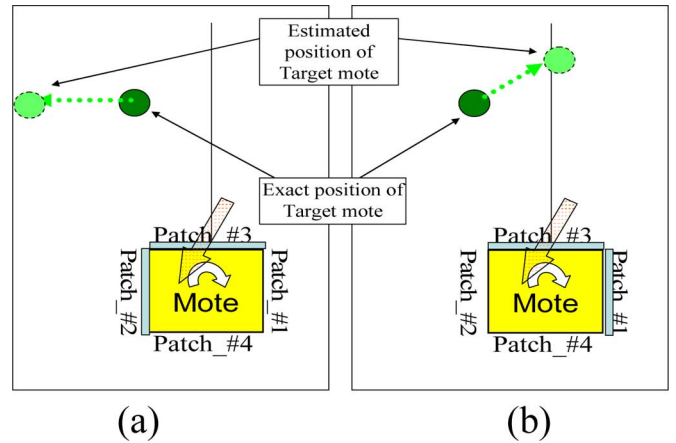 Estimated
position of
Target mote
Exact position of
Target mote
Patch_#3
Patch_#2
Mote
Patch_#1
Patch_#4
Patch_#3
Patch_#2
Mote
Patch_#1
Patch_#4
(a)
(b)